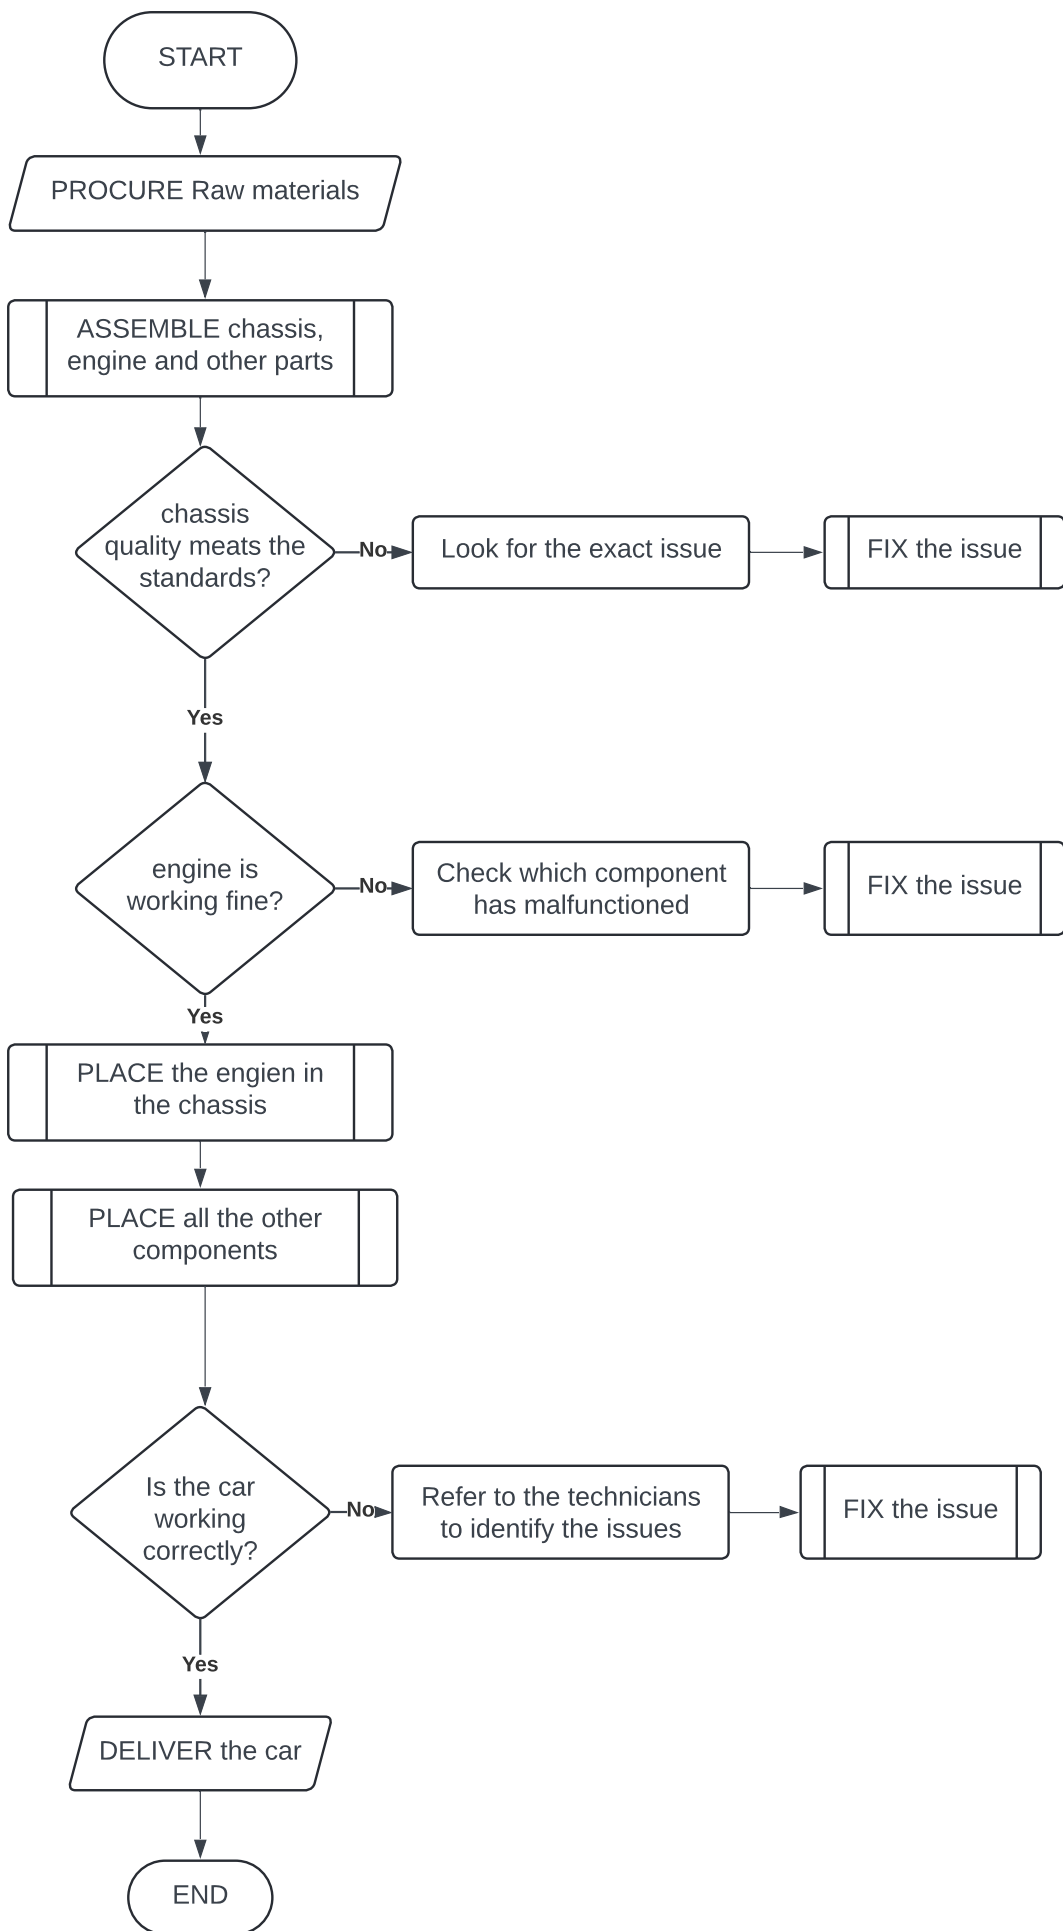 START
PROCURE Raw materials
ASSEMBLE chassis,
engine and other parts
chassis
quality meats the
standards?
No
Look for the exact issue
FIX the issue
Yes
engine is
working fine?
No
Check which component
has malfunctioned
FIX the issue
Yes
PLACE the engien in
the chassis
PLACE all the other
components
Is the car
working
correctly?
No
Refer to the technicians
to identify the issues
FIX the issue
Yes
DELIVER the car
END